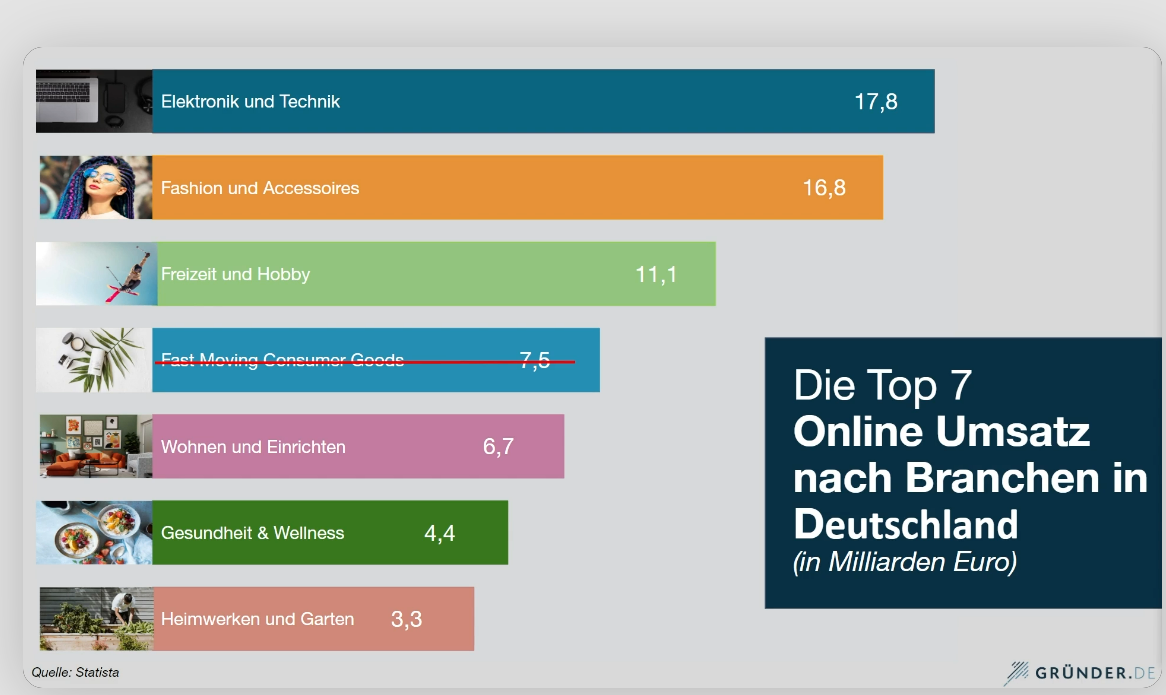 Elektronik und Technik 17,8
Fashion und Accessoires 16,8
Freizeit und Hobby 11,1
Fast Moving Consumer Goods 7,5
Wohnen und Einrichten 6,7
Gesundheit & Wellness 4,4
Heimwerken und Garten 3,3
Die Top 7
Online Umsatz
nach Branchen in
Deutschland
(in Milliarden Euro)
Quelle: Statista
GRÜNDER.DE